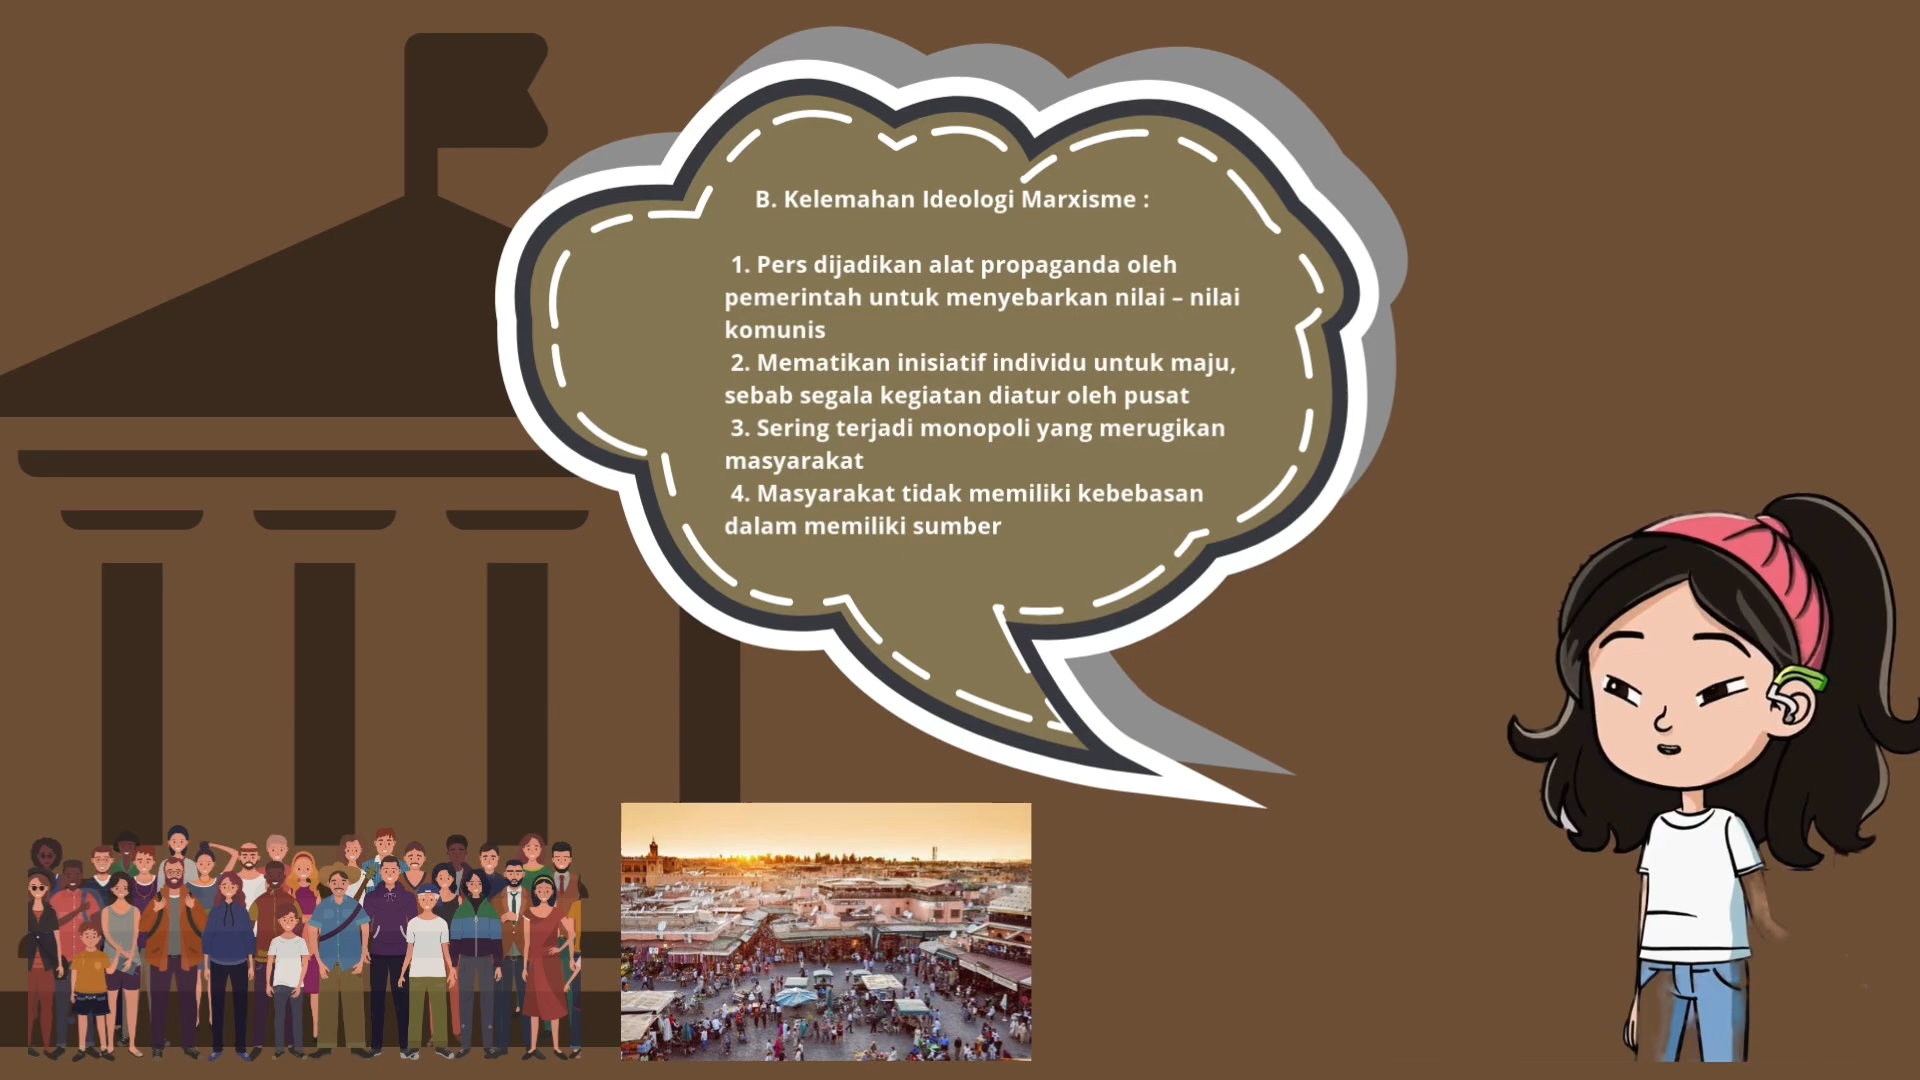 B. Kelemahan Ideologi Marxisme :
1. Pers dijadikan alat propaganda oleh
pemerintah untuk menyebarkan nilai – nilai
komunis
2. Mematikan inisiatif individu untuk maju,
sebab segala kegiatan diatur oleh pusat
3. Sering terjadi monopoli yang merugikan
masyarakat
4. Masyarakat tidak memiliki kebebasan
dalam memiliki sumber